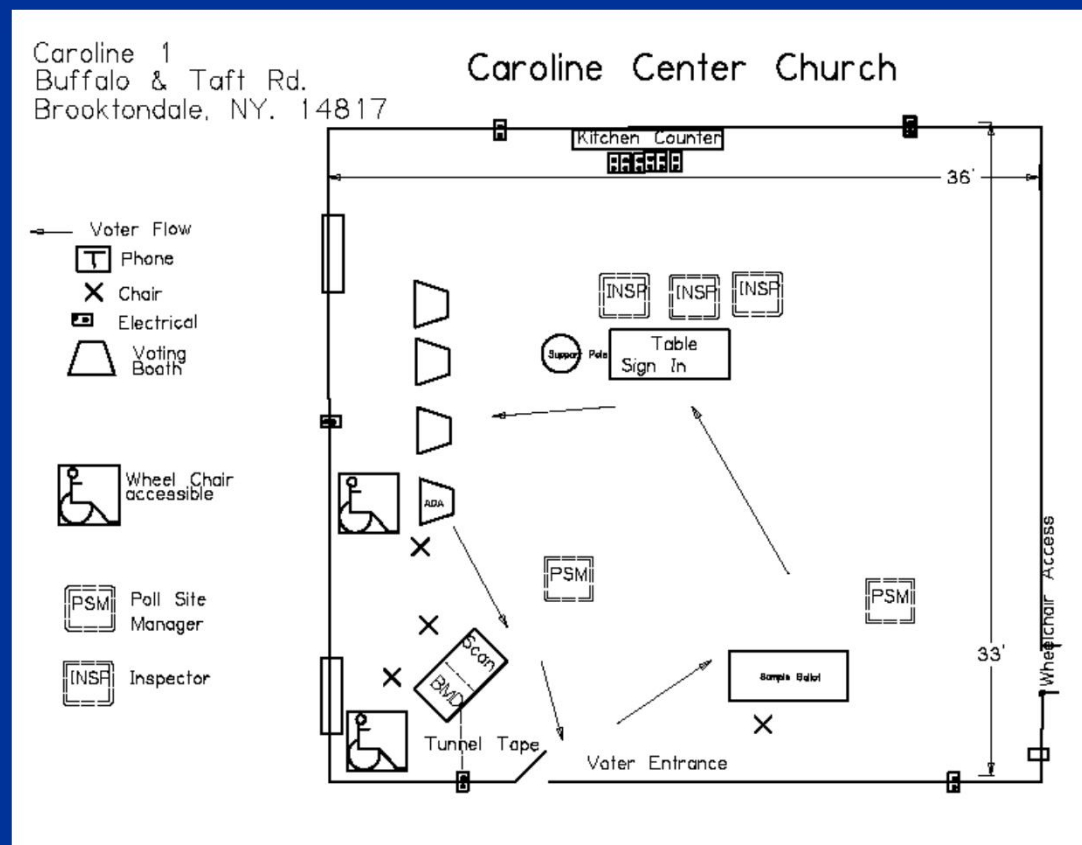 Caroline 1
Buffalo & Taft Rd.
Brooktondale, NY. 14817
Caroline Center Church
Kitchen Counter
36'
Voter Flow
Phone
Chair
Electrical
Voting
Booth
INSP
INSP
INSP
Support Pole
Table
Sign In
Wheel Chair
accessible
ADA
Wheelchair Access
PSM
PSM
PSM
Poll Site
Manager
INSP
Inspector
Scan
BMD
33'
Sample Ballot
Tunnel Tape
Voter Entrance